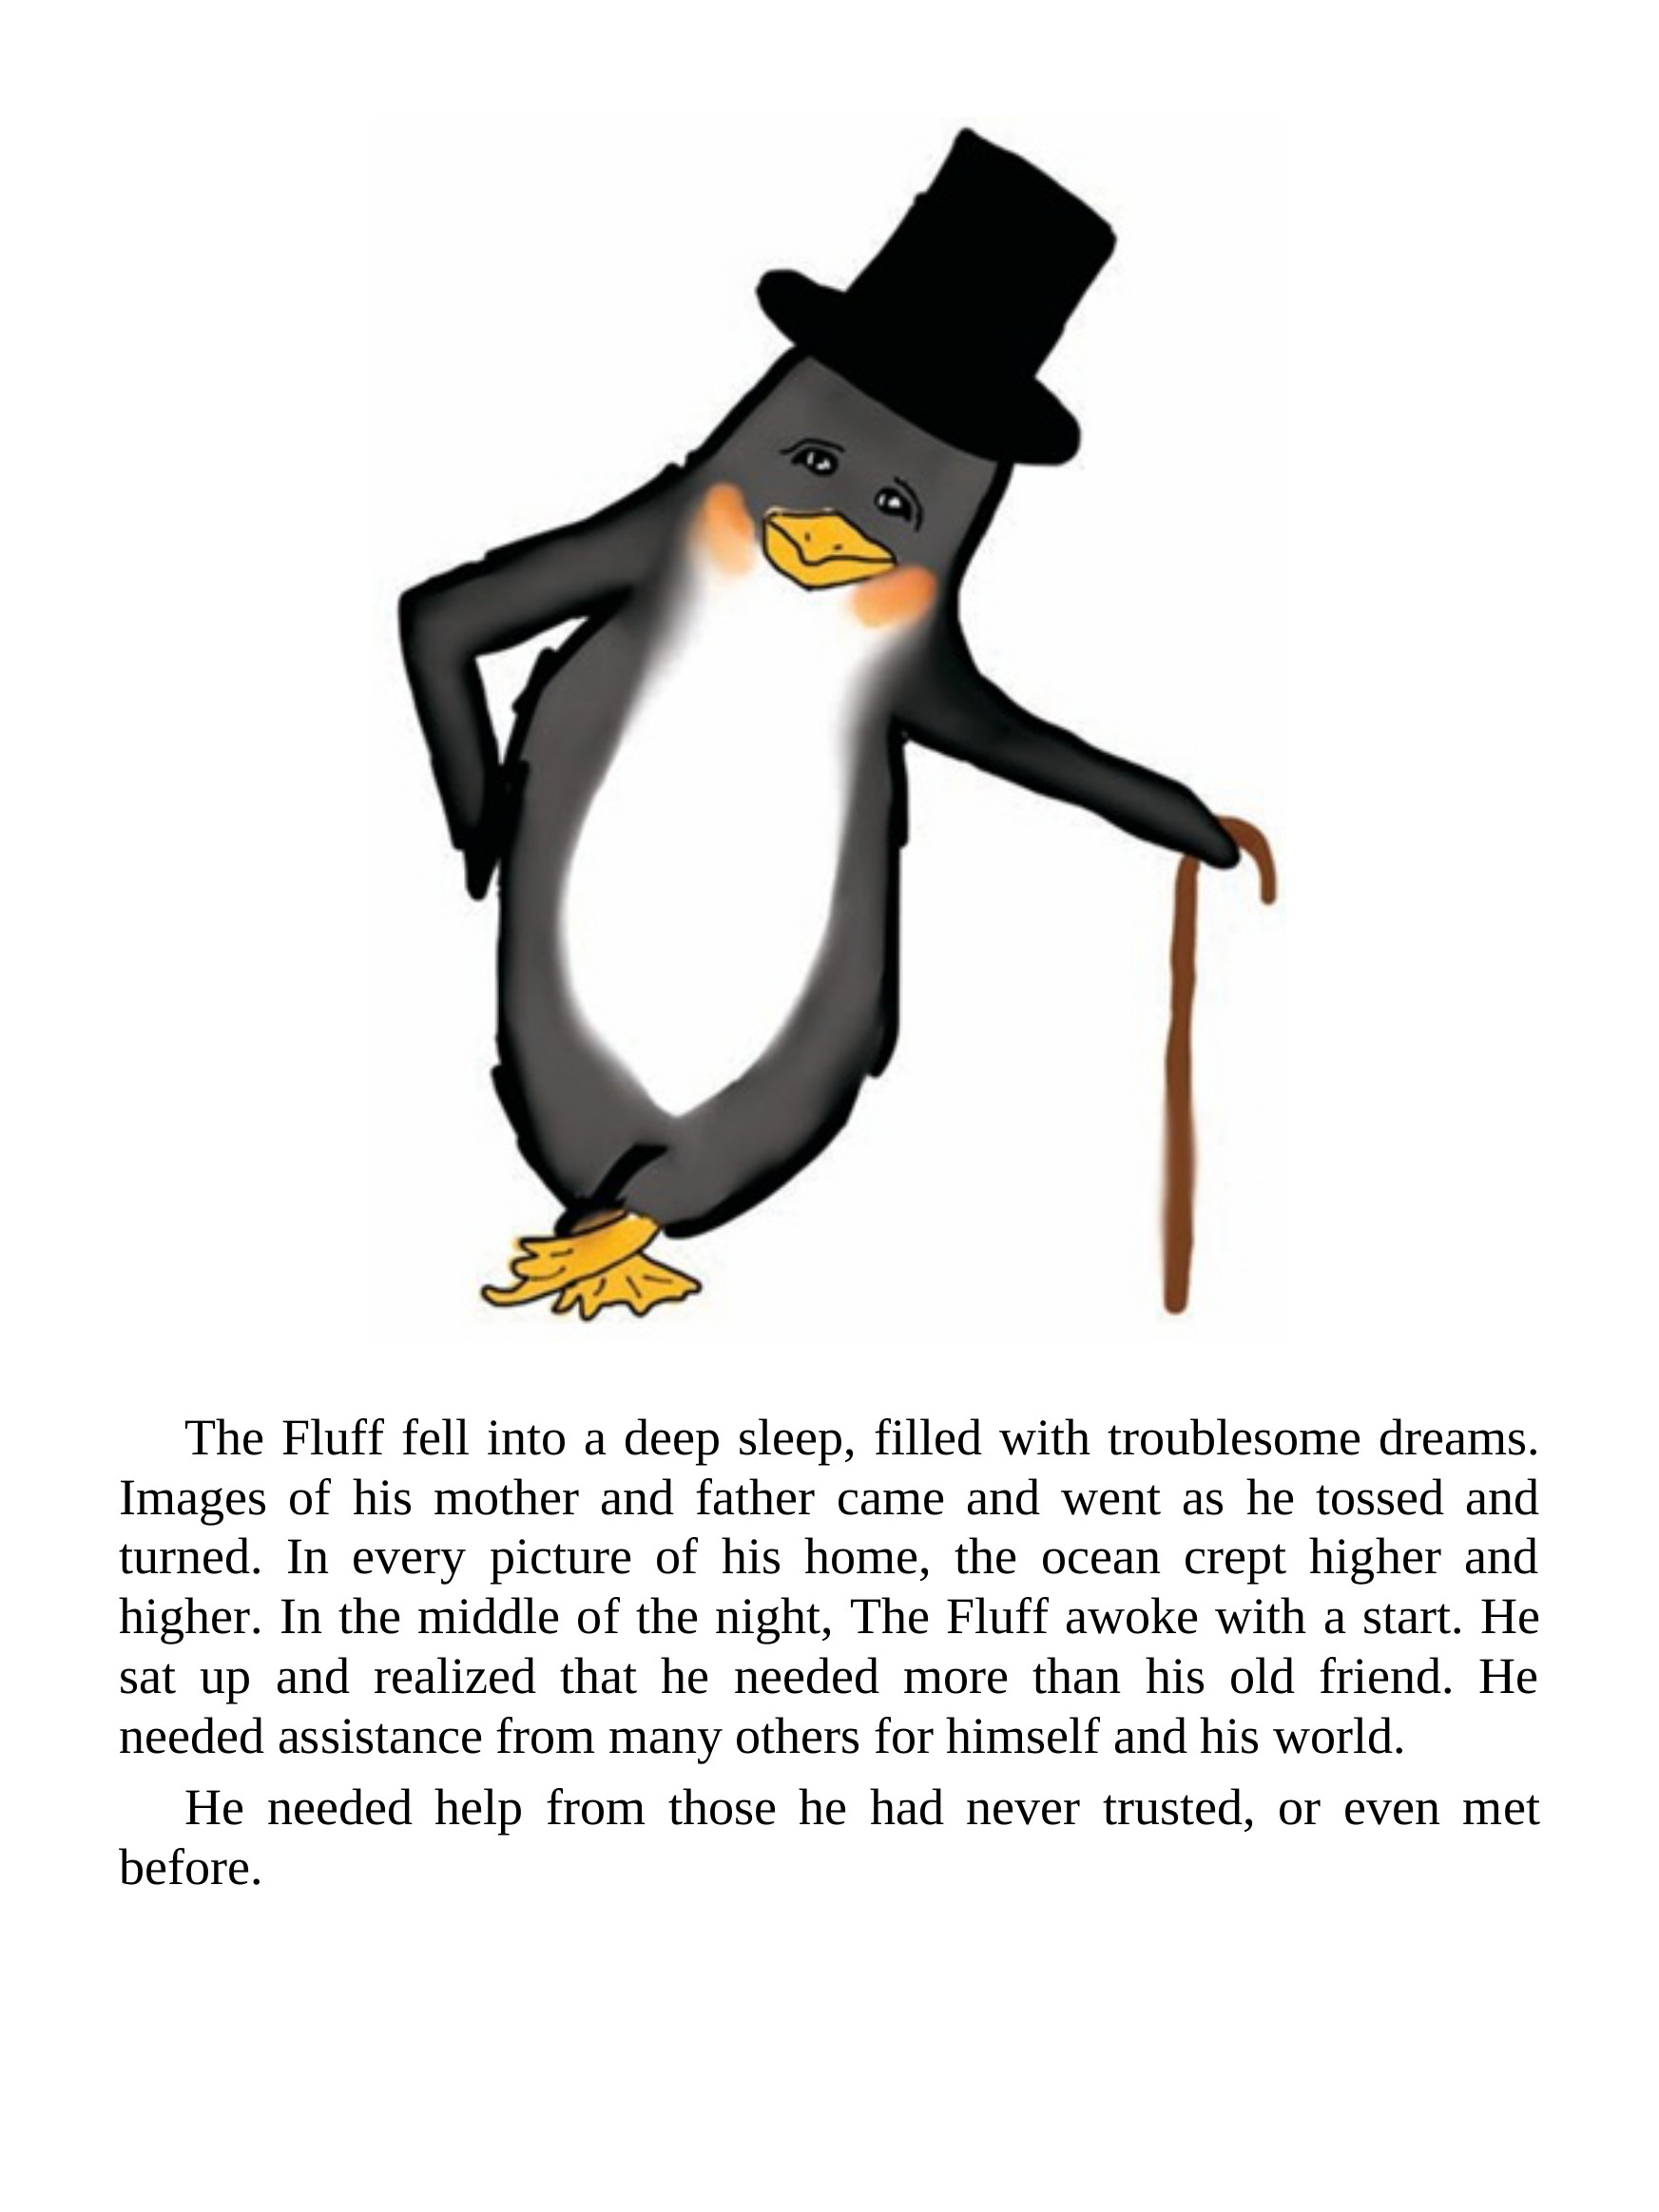 The Fluff fell into a deep sleep, filled with troublesome dreams.
Images of his mother and father came and went as he tossed and
turned. In every picture of his home, the ocean crept higher and
higher. In the middle of the night, The Fluff awoke with a start. He
sat up and realized that he needed more than his old friend. He
needed assistance from many others for himself and his world.
He needed help from those he had never trusted, or even met
before.